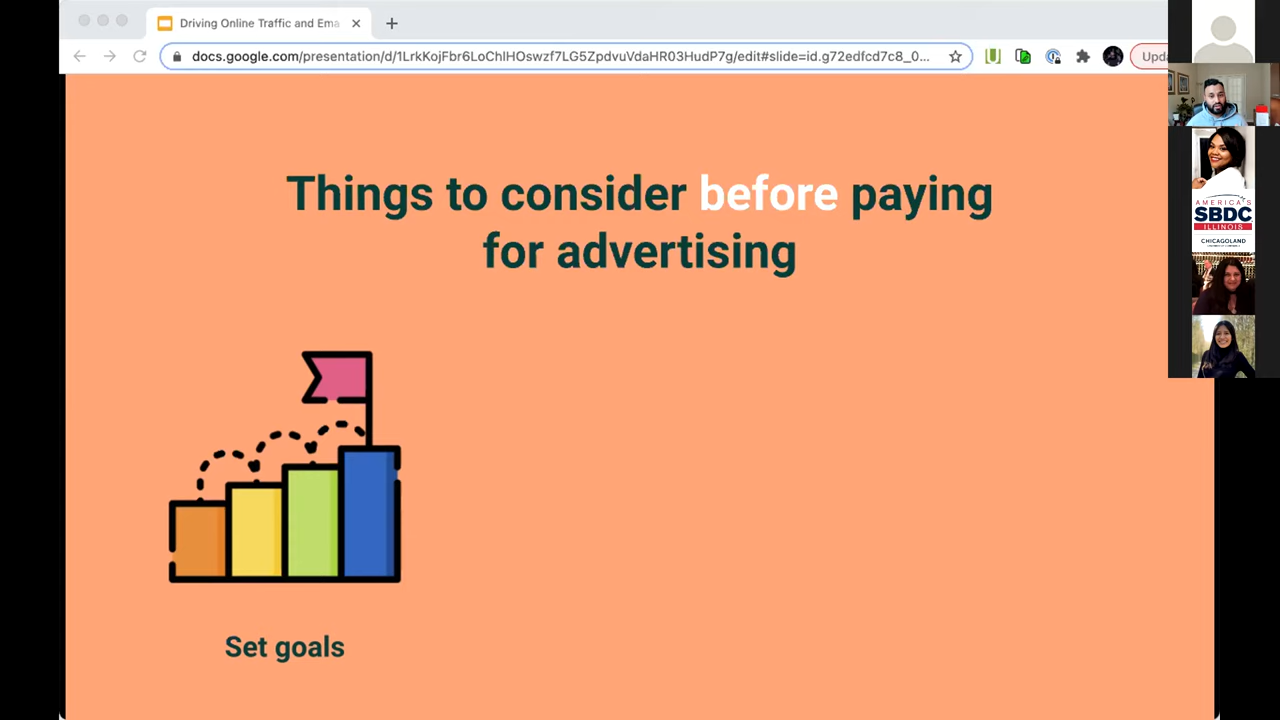 Driving Online Traffic and Ema
docs.google.com/presentation/d/1LrkKojFbr6LoChlHOswzf7LG5ZpdvuVdaHR03HudP7g/edit#slide=id.g72edfcd7c8_0...
Upda
Things to consider before paying
for advertising
Set goals
AMERICA'S
SBDC
ILLINOIS
CHICAGOLAND